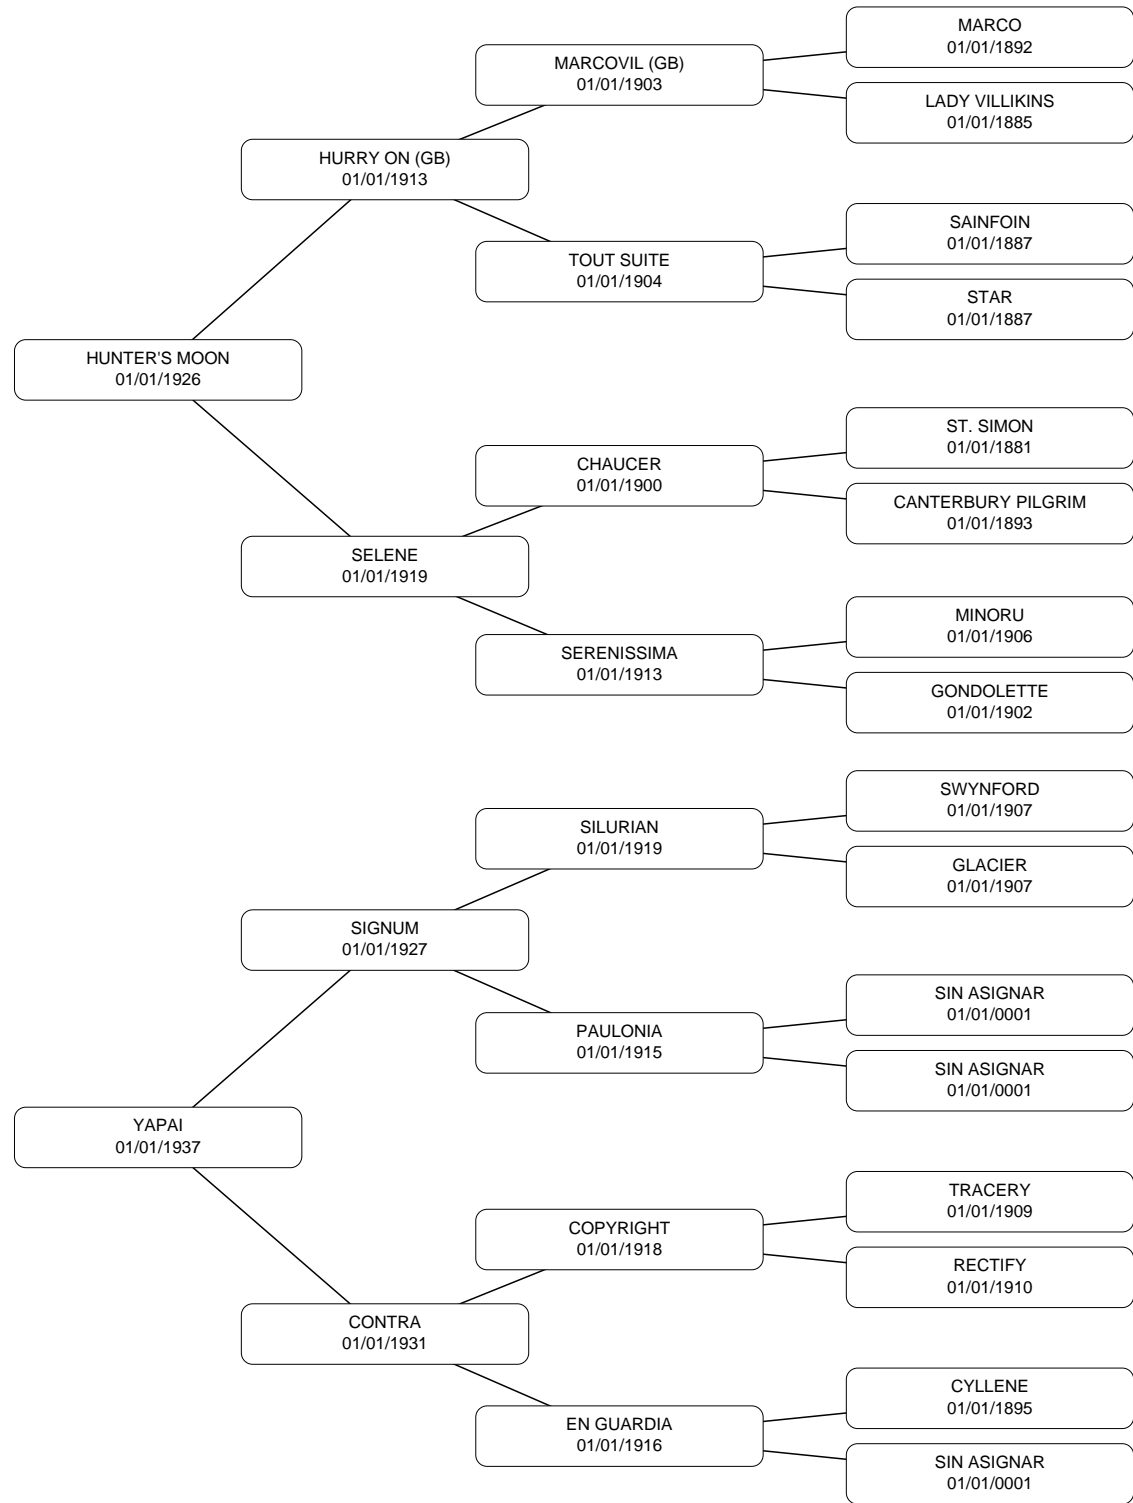 MARCO
01/01/1892
MARCOVIL (GB)
01/01/1903
LADY VILLIKINS
01/01/1885
HURRY ON (GB)
01/01/1913
SAINFOIN
01/01/1887
TOUT SUITE
01/01/1904
STAR
01/01/1887
HUNTER'S MOON
01/01/1926
ST. SIMON
01/01/1881
CHAUCER
01/01/1900
CANTERBURY PILGRIM
01/01/1893
SELENE
01/01/1919
MINORU
01/01/1906
SERENISSIMA
01/01/1913
GONDOLETTE
01/01/1902
SWYNFORD
01/01/1907
SILURIAN
01/01/1919
GLACIER
01/01/1907
SIGNUM
01/01/1927
SIN ASIGNAR
01/01/0001
PAULONIA
01/01/1915
SIN ASIGNAR
01/01/0001
YAPAI
01/01/1937
TRACERY
01/01/1909
COPYRIGHT
01/01/1918
RECTIFY
01/01/1910
CONTRA
01/01/1931
CYLLENE
01/01/1895
EN GUARDIA
01/01/1916
SIN ASIGNAR
01/01/0001